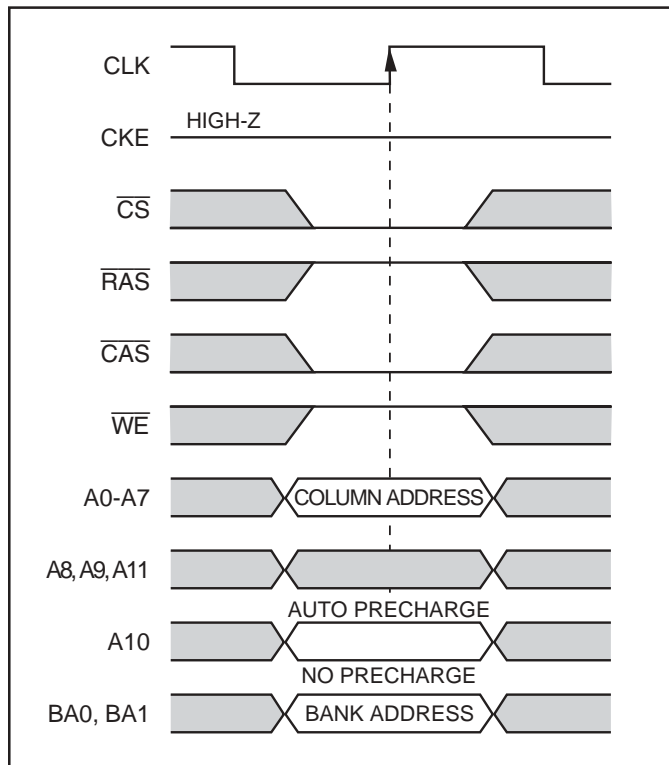 CLK
HIGH-Z
CKE
CS
RAS
CAS
WE
A0-A7 COLUMN ADDRESS
A8, A9, A11
AUTO PRECHARGE
A10
NO PRECHARGE
BA0, BA1 BANK ADDRESS